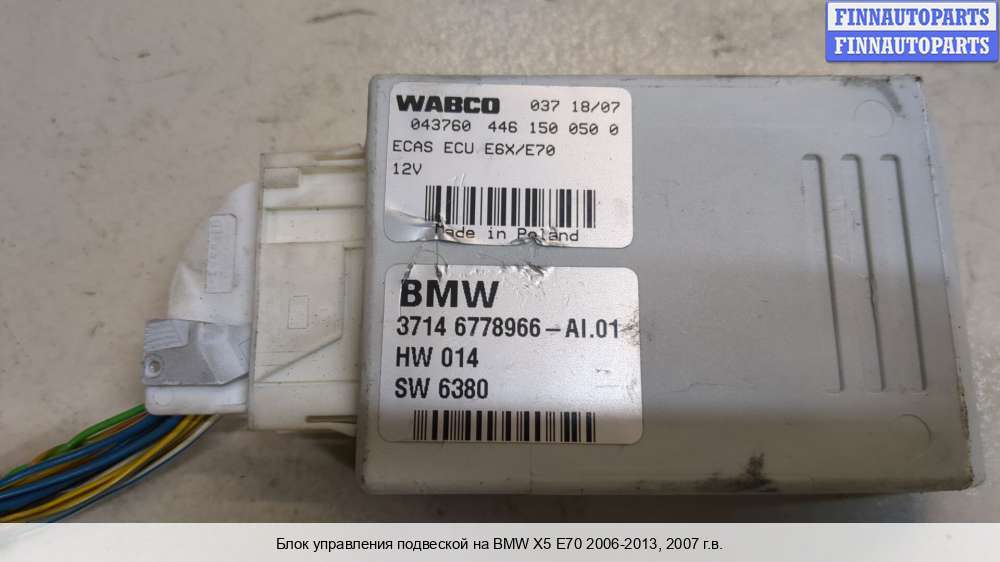 FINNAUTOPARTS
FINNAUTOPARTS
WABCO 037 18/07
043760 446 150 050 0
ECAS ECU E6X/E70
12V
Made in Poland
BMW
3714 6778966-AI.01
HW 014
SW 6380
Блок управления подвеской на BMW X5 E70 2006-2013, 2007 г.в.